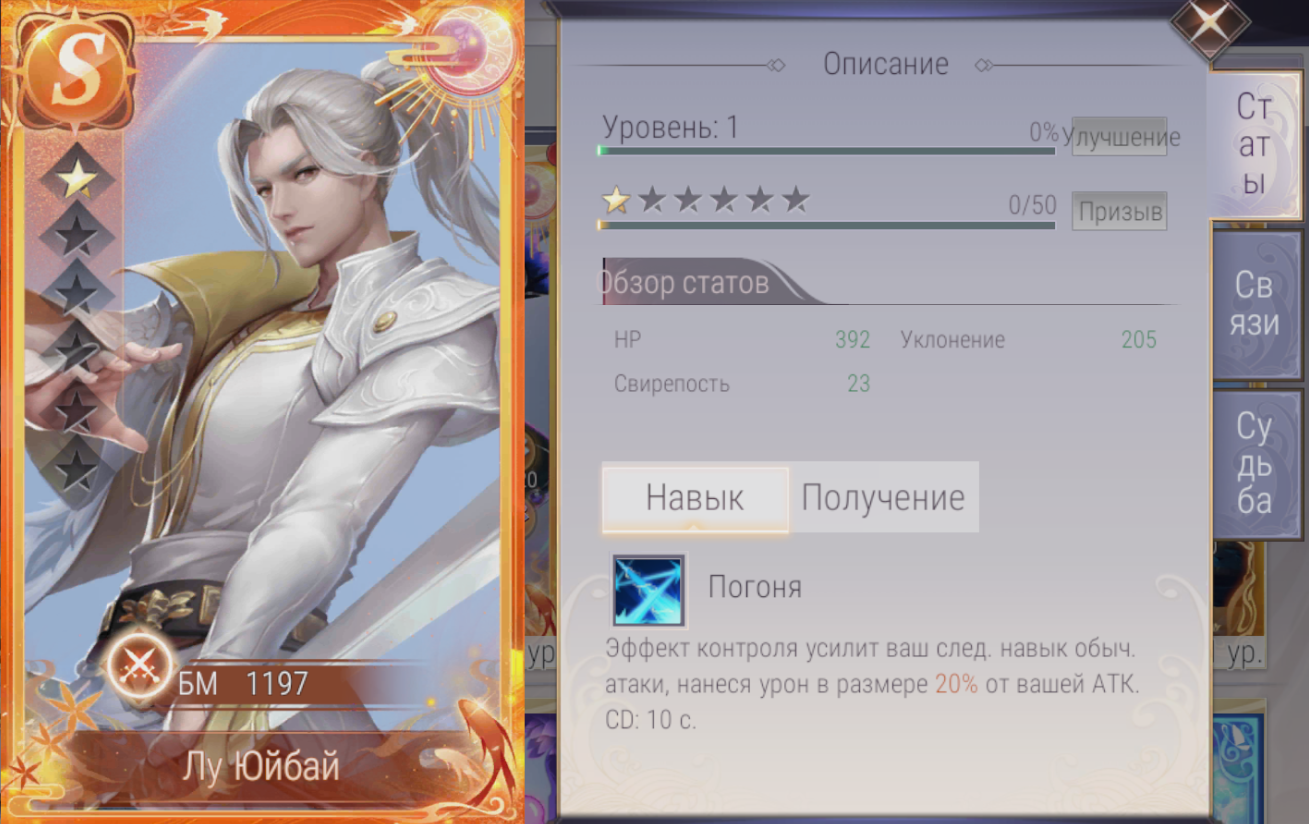 S
БМ 1197
Лу Юйбай
Описание
Уровень: 1
0%
Улучшение
0/50
Призыв
Обзор статов
HP 392 Уклонение 205
Свирепость 23
Навык Получение
Погоня
Эффект контроля усилит ваш след. навык обыч.
атаки, нанеся урон в размере 20% от вашей АТК.
CD: 10 с.
Ст
ат
ы
Св
язи
Су
дь
ба
ур
ур.